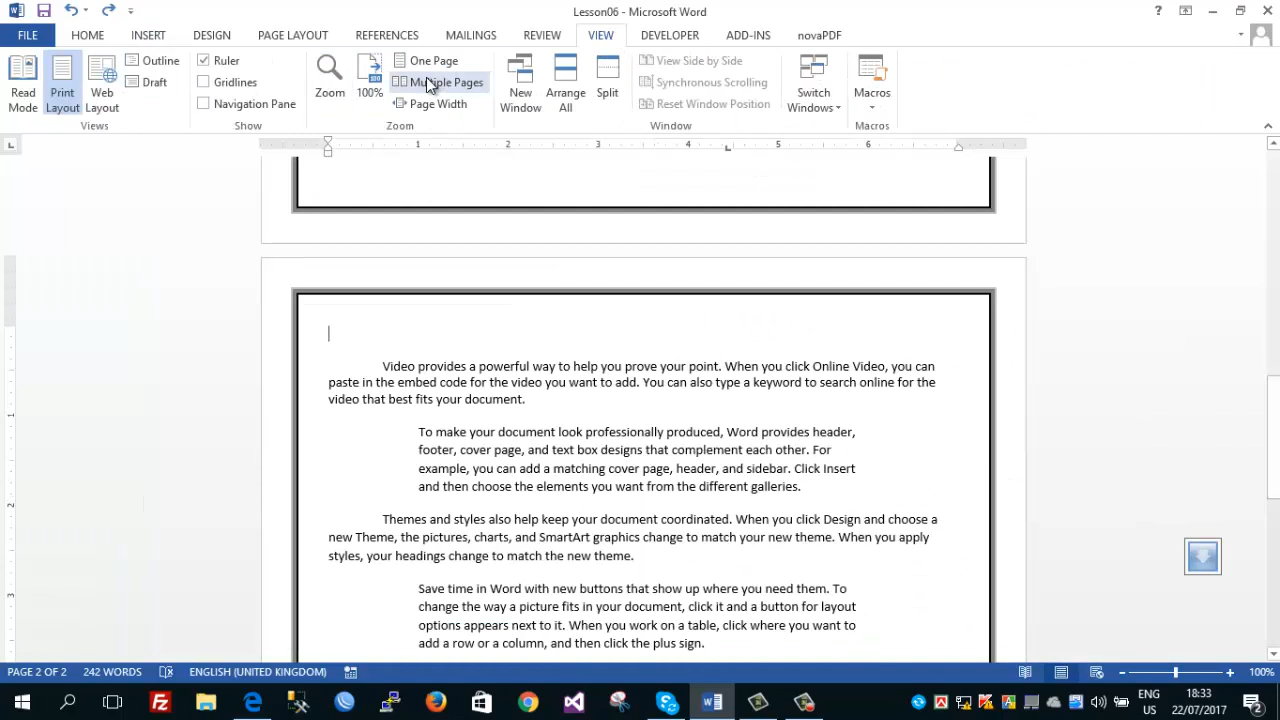 Lesson06 - Microsoft Word
FILE HOME INSERT DESIGN PAGE LAYOUT REFERENCES MAILINGS REVIEW VIEW DEVELOPER ADD-INS novaPDF
Read Mode
Print Layout
Web Layout
Outline
Draft
Views
Ruler
Gridlines
Navigation Pane
Show
Zoom
100%
One Page
Multiple Pages
Page Width
Zoom
New Window
Arrange All
Split
View Side by Side
Synchronous Scrolling
Reset Window Position
Window
Switch Windows
Macros
Macros
1 2 3 4 5 6
1
2
3
Video provides a powerful way to help you prove your point. When you click Online Video, you can
paste in the embed code for the video you want to add. You can also type a keyword to search online for the
video that best fits your document.
To make your document look professionally produced, Word provides header,
footer, cover page, and text box designs that complement each other. For
example, you can add a matching cover page, header, and sidebar. Click Insert
and then choose the elements you want from the different galleries.
Themes and styles also help keep your document coordinated. When you click Design and choose a
new Theme, the pictures, charts, and SmartArt graphics change to match your new theme. When you apply
styles, your headings change to match the new theme.
Save time in Word with new buttons that show up where you need them. To
change the way a picture fits in your document, click it and a button for layout
options appears next to it. When you work on a table, click where you want to
add a row or a column, and then click the plus sign.
PAGE 2 OF 2 242 WORDS ENGLISH (UNITED KINGDOM) 100%
ENG
US
18:33
22/07/2017
2